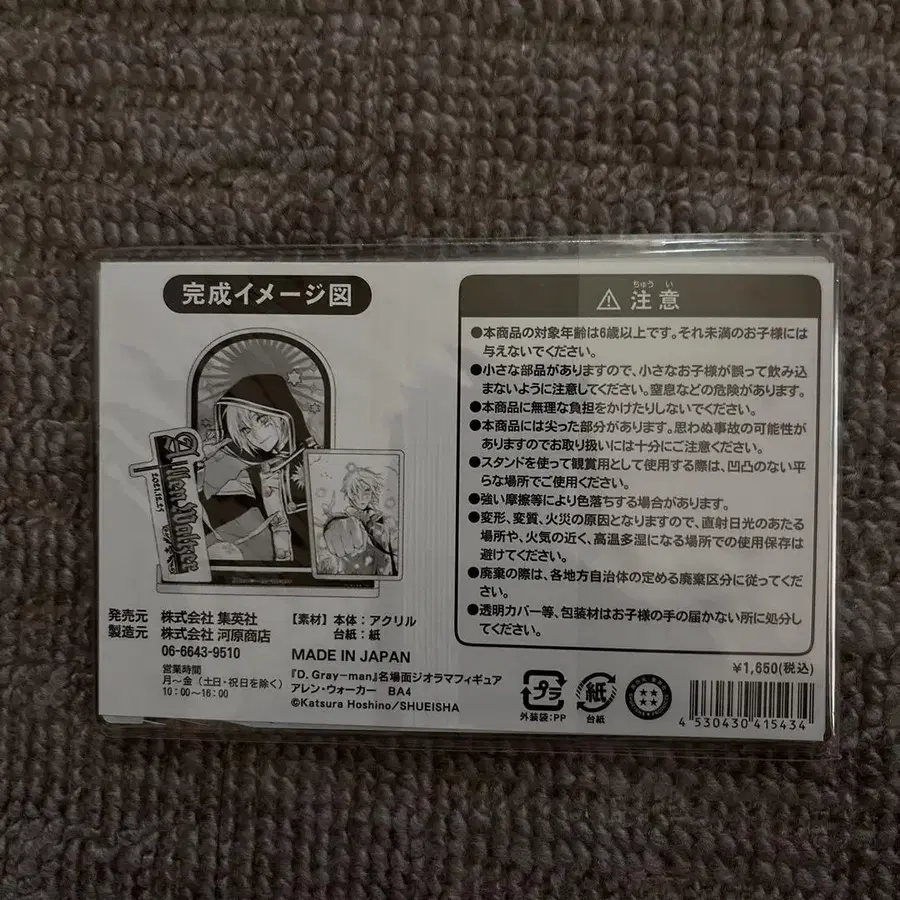 完成イメージ図
Allen Walker
2021.12.25
発売元 株式会社 集英社
製造元 株式会社 河原商店
06-6643-9510
営業時間
月〜金（土日・祝日を除く）
10：00〜16：00
【素材】本体：アクリル
台紙：紙
MADE IN JAPAN
『D. Gray-man』名場面ジオラマフィギュア
アレン・ウォーカー BA4
©Katsura Hoshino/SHUEISHA
ちゅう い
⚠ 注意
●本商品の対象年齢は6歳以上です。それ未満のお子様には
与えないでください。
●小さな部品がありますので、小さなお子様が誤って飲み込
まないように注意してください。窒息などの危険があります。
●本商品に無理な負担をかけたりしないでください。
●本商品には尖った部分があります。思わぬ事故の可能性が
ありますのでお取り扱いには十分にご注意ください。
●スタンドを使って観賞用として使用する際は、凹凸のない平
らな場所でご使用ください。
●強い摩擦等により色落ちする場合があります。
●変形、変質、火災の原因となりますので、直射日光のあたる
場所や、火気の近く、高温多湿になる場所での使用保存は
避けてください。
●廃棄の際は、各地方自治体の定める廃棄区分に従ってくだ
さい。
●透明カバー等、包装材はお子様の手の届かない所に処分し
てください。
¥1,650(税込)
プラ
外装袋：PP
紙
台紙
4 530430 415434